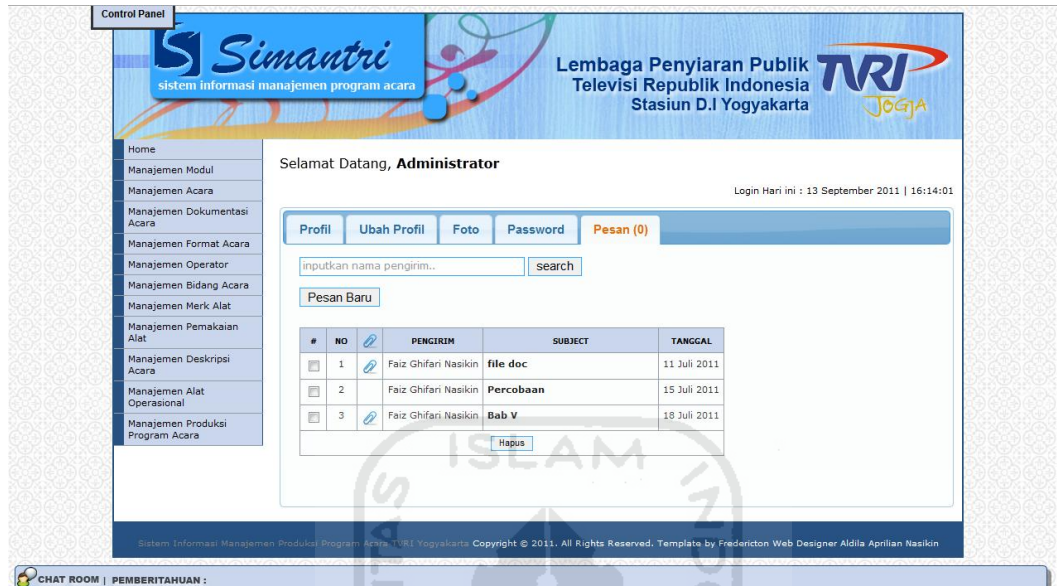 Control Panel
Simantri
sistem informasi manajemen program acara
Lembaga Penyiaran Publik
Televisi Republik Indonesia
Stasiun D.I Yogyakarta
TVRI
JOGJA
Home
Manajemen Modul
Manajemen Acara
Manajemen Dokumentasi
Acara
Manajemen Format Acara
Manajemen Operator
Manajemen Bidang Acara
Manajemen Merk Alat
Manajemen Pemakaian
Alat
Manajemen Deskripsi
Acara
Manajemen Alat
Operasional
Manajemen Produksi
Program Acara
Selamat Datang, Administrator
Login Hari ini : 13 September 2011 | 16:14:01
Profil Ubah Profil Foto Password Pesan (0)
inputkan nama pengirim.. search
Pesan Baru
# NO PENGIRIM SUBJECT TANGGAL
1 Faiz Ghifari Nasikin file doc 11 Juli 2011
2 Faiz Ghifari Nasikin Percobaan 15 Juli 2011
3 Faiz Ghifari Nasikin Bab V 18 Juli 2011
Hapus
ISLAM
Sistem Informasi Manajemen Produksi Program Acara TVRI Yogyakarta Copyright © 2011. All Rights Reserved. Template by Fredericton Web Designer Aldila Aprilian Nasikin
CHAT ROOM | PEMBERITAHUAN :